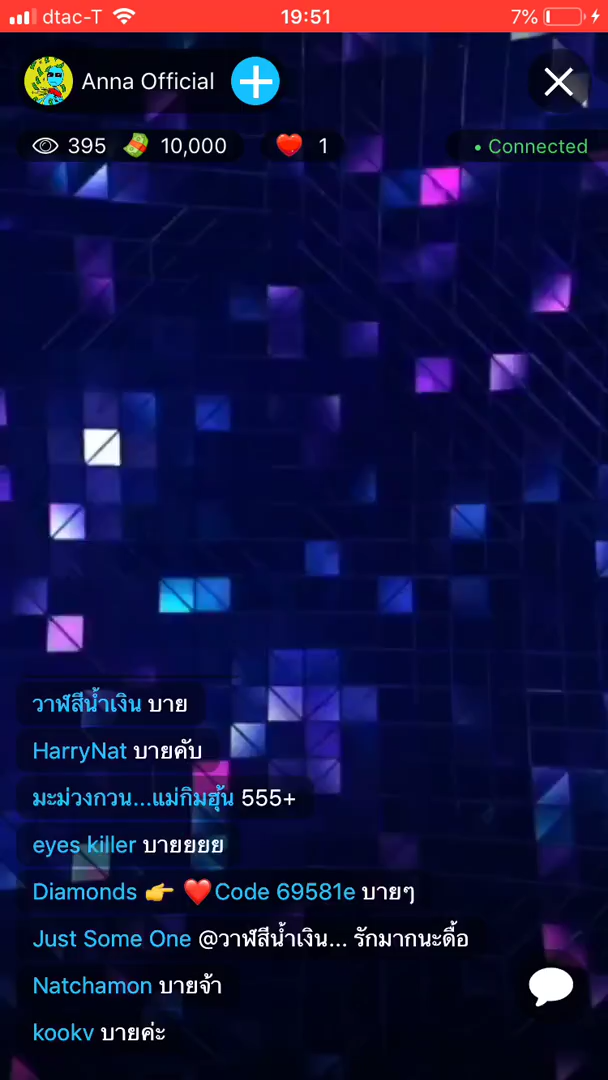 dtac-T 19:51 7%
Anna Official
395 10,000 1 • Connected
วาฬสีน้ำเงิน บาย
HarryNat บายคับ
มะม่วงกวน...แม่กิมฮุ้น 555+
eyes killer บายยยย
Diamonds 👉 ❤️Code 69581e บายๆ
Just Some One @วาฬสีน้ำเงิน... รักมากนะดื้อ
Natchamon บายจ้า
kookv บายค่ะ